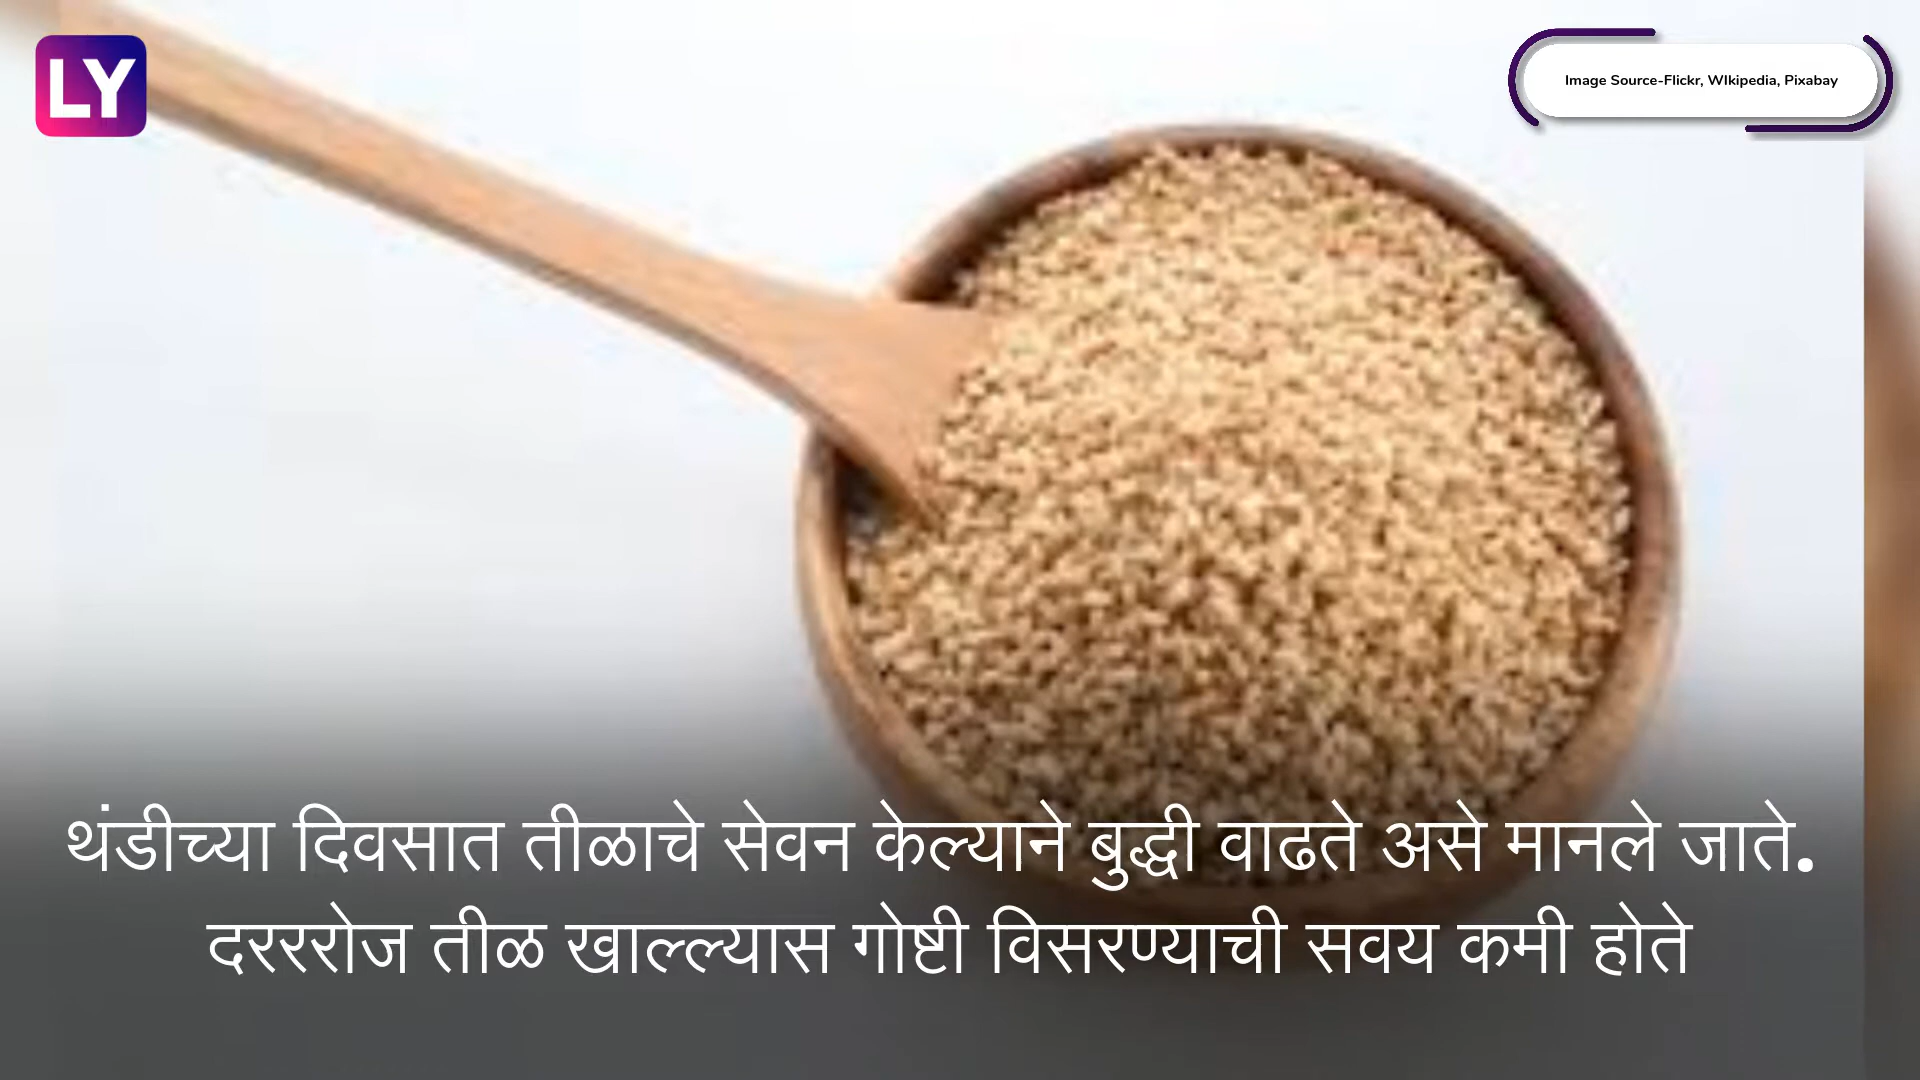 LY
Image Source-Flickr, WIkipedia, Pixabay
थंडीच्या दिवसात तीळाचे सेवन केल्याने बुद्धी वाढते असे मानले जाते.
दरररोज तीळ खाल्ल्यास गोष्टी विसरण्याची सवय कमी होते